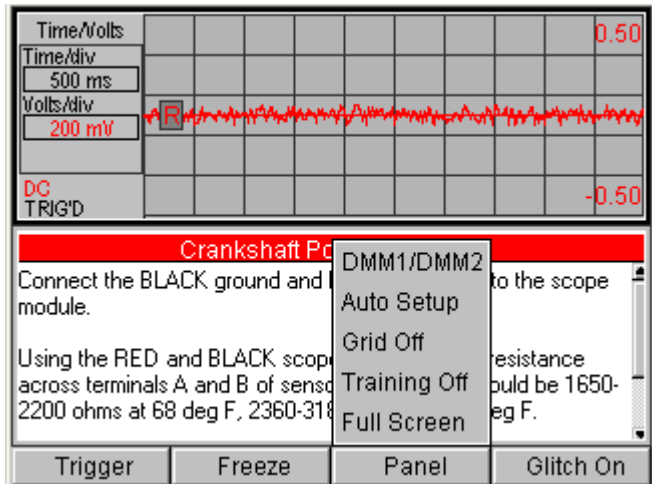 Time/Volts
0.50
Time/div
500 ms
Volts/div
200 mV
R
DC
TRIG'D
-0.50
Crankshaft Po
Connect the BLACK ground and to the scope
module.
Using the RED and BLACK scope resistance
across terminals A and B of senso ould be 1650-
2200 ohms at 68 deg F, 2360-318 eg F.
DMM1/DMM2
Auto Setup
Grid Off
Training Off
Full Screen
Trigger
Freeze
Panel
Glitch On